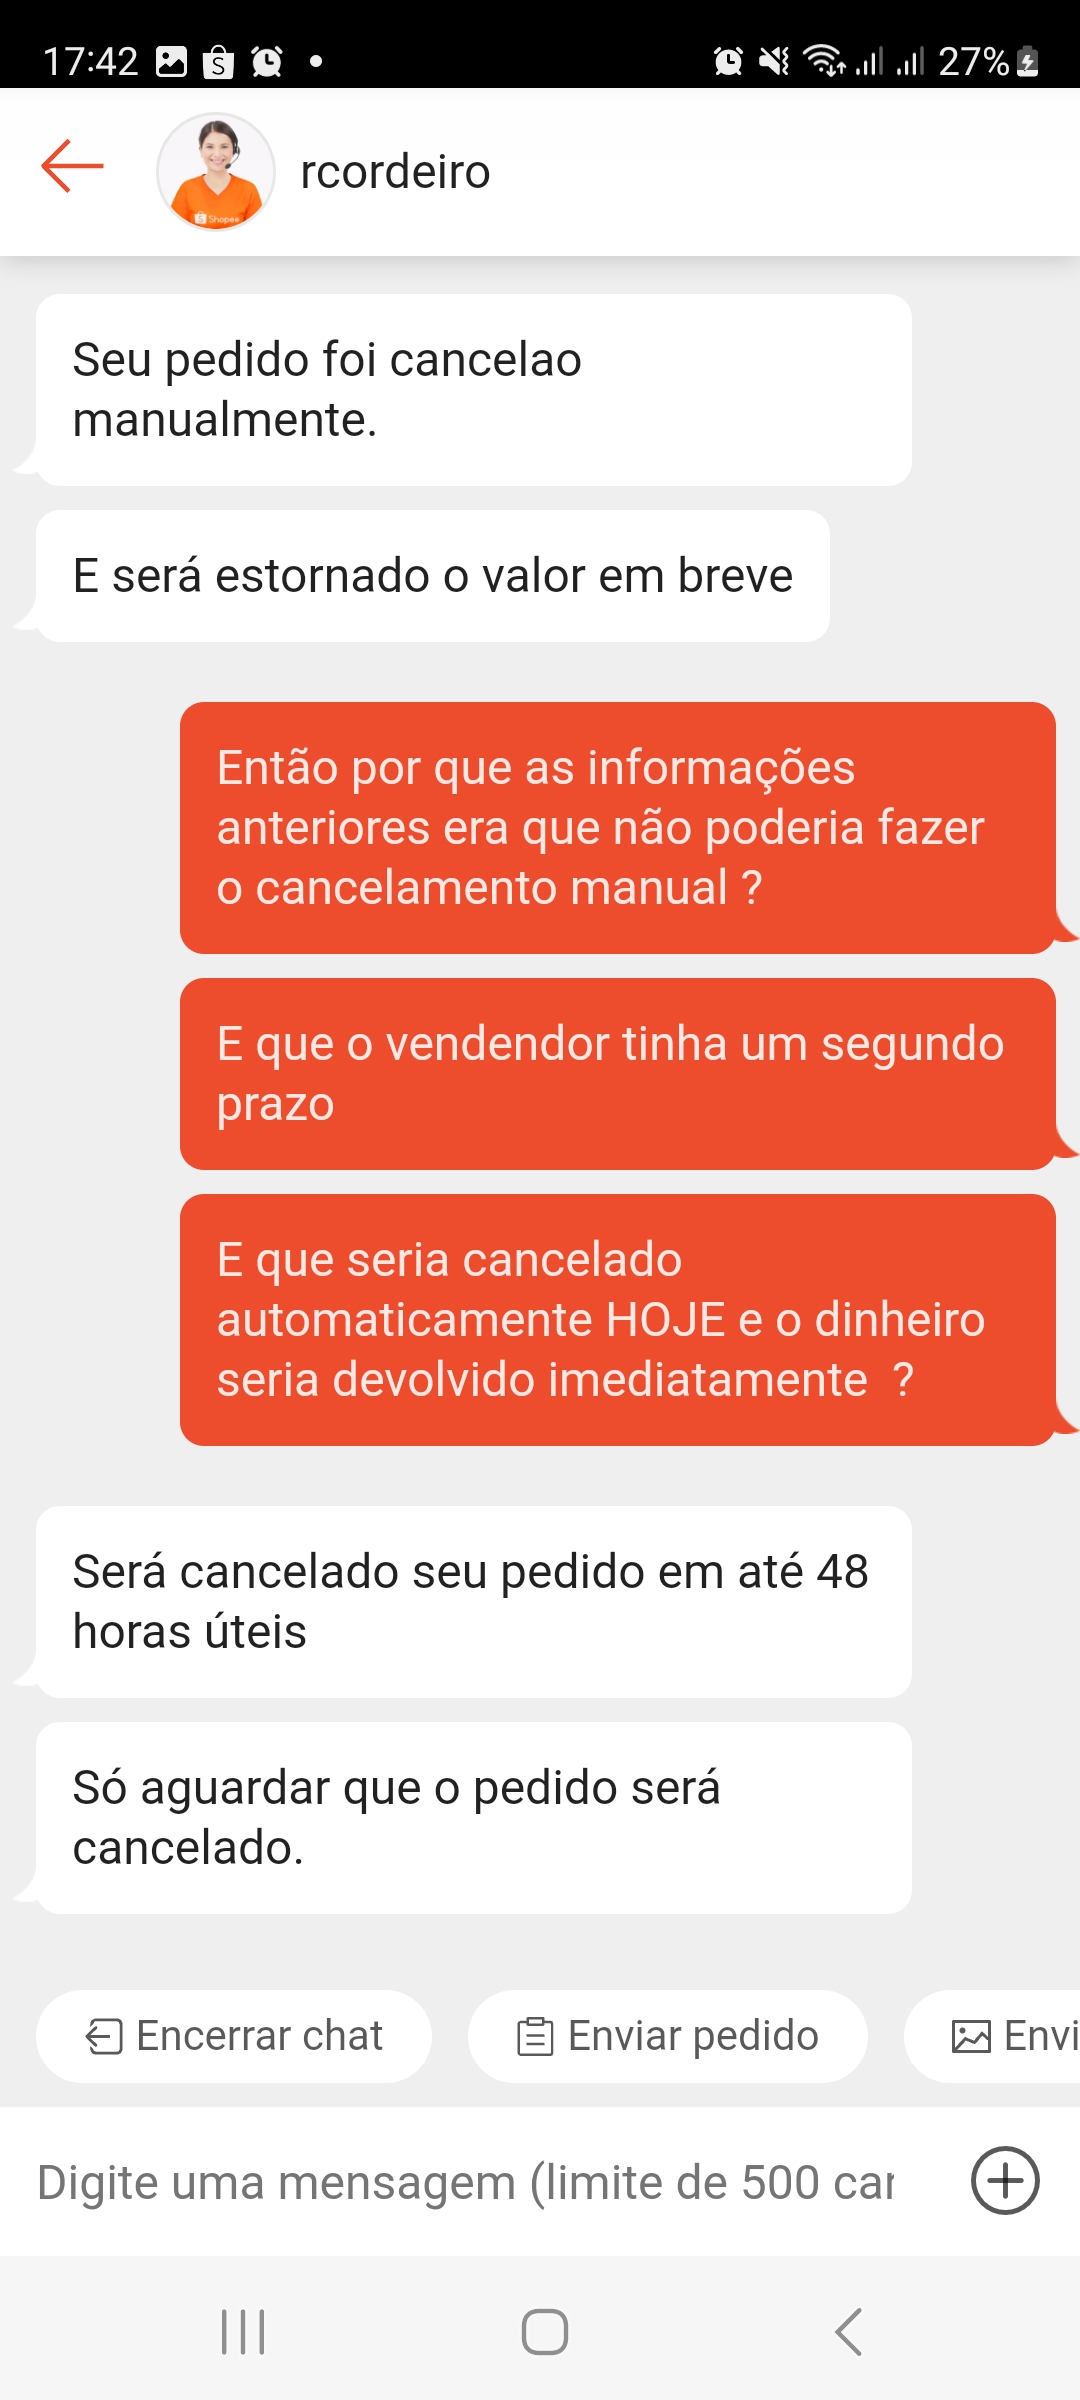 17:42
27%
Shopee
rcordeiro
Seu pedido foi cancelao
manualmente.
E será estornado o valor em breve
Então por que as informações
anteriores era que não poderia fazer
o cancelamento manual ?
E que o vendendor tinha um segundo
prazo
E que seria cancelado
automaticamente HOJE e o dinheiro
seria devolvido imediatamente  ?
Será cancelado seu pedido em até 48
horas úteis
Só aguardar que o pedido será
cancelado.
Encerrar chat
Enviar pedido
Envi
Digite uma mensagem (limite de 500 car